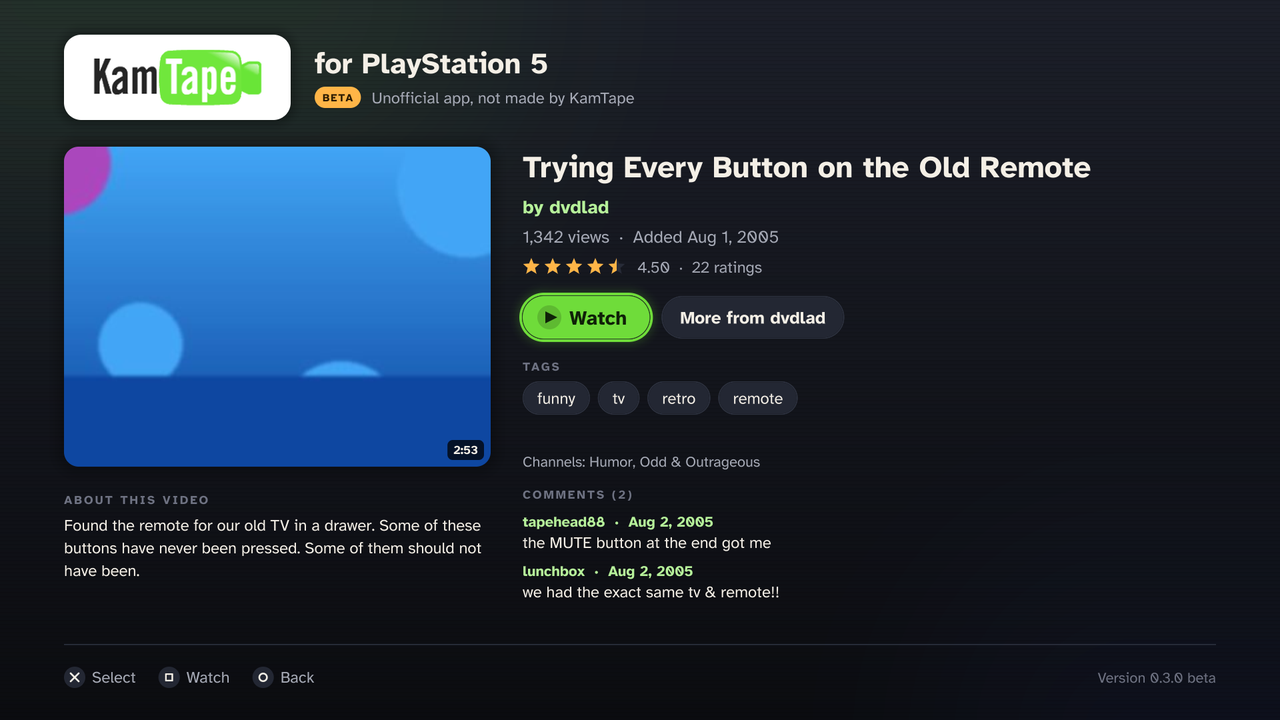 KamTape
for PlayStation 5
BETA
Unofficial app, not made by KamTape
2:53
ABOUT THIS VIDEO
Found the remote for our old TV in a drawer. Some of these
buttons have never been pressed. Some of them should not
have been.
Trying Every Button on the Old Remote
by dvdlad
1,342 views · Added Aug 1, 2005
4.50 · 22 ratings
Watch
More from dvdlad
TAGS
funny tv retro remote
Channels: Humor, Odd & Outrageous
COMMENTS (2)
tapehead88 · Aug 2, 2005
the MUTE button at the end got me
lunchbox · Aug 2, 2005
we had the exact same tv & remote!!
Select Watch Back
Version 0.3.0 beta